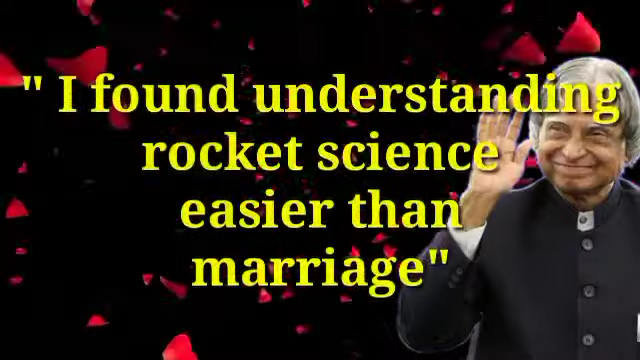 " I found understanding
rocket science
easier than
marriage"